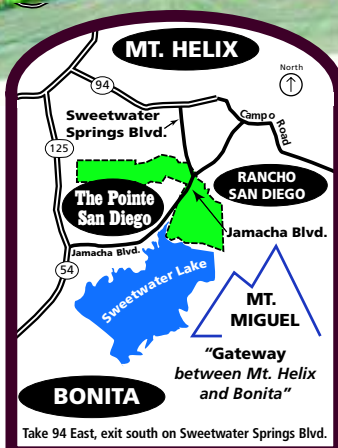 MT. HELIX
North
94
Sweetwater
Springs Blvd.
Campo
Road
125
RANCHO
SAN DIEGO
The Pointe
San Diego
Jamacha Blvd.
Jamacha Blvd.
54
Sweetwater Lake
MT.
MIGUEL
"Gateway
between Mt. Helix
and Bonita"
BONITA
Take 94 East, exit south on Sweetwater Springs Blvd.